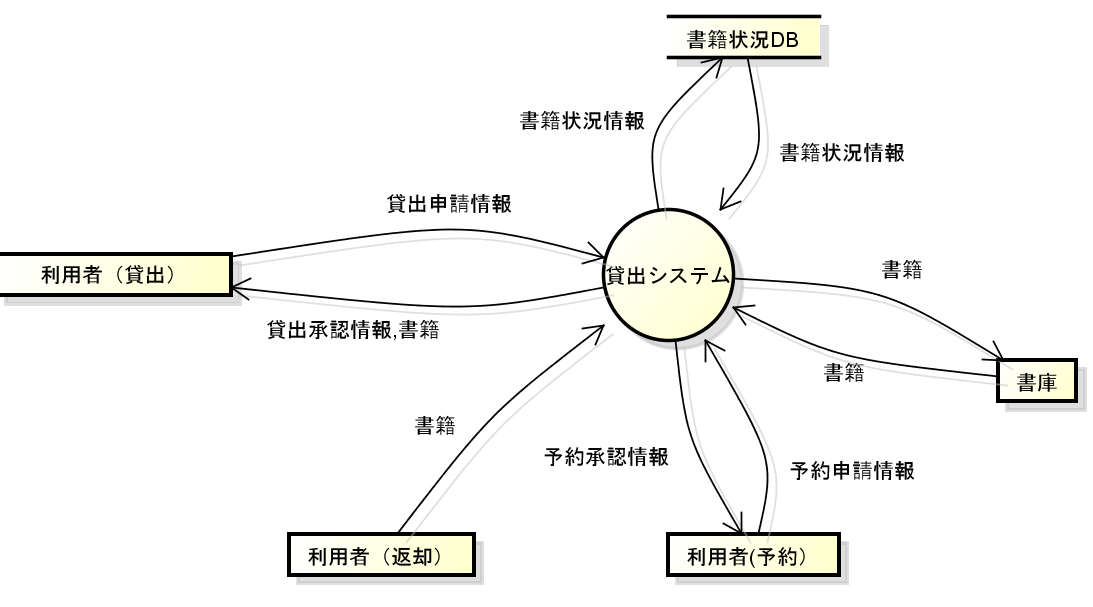 書籍状況DB
書籍状況情報
書籍状況情報
貸出申請情報
利用者（貸出）
貸出システム
書籍
貸出承認情報,書籍
書籍
書庫
書籍
予約承認情報
予約申請情報
利用者（返却）
利用者(予約）